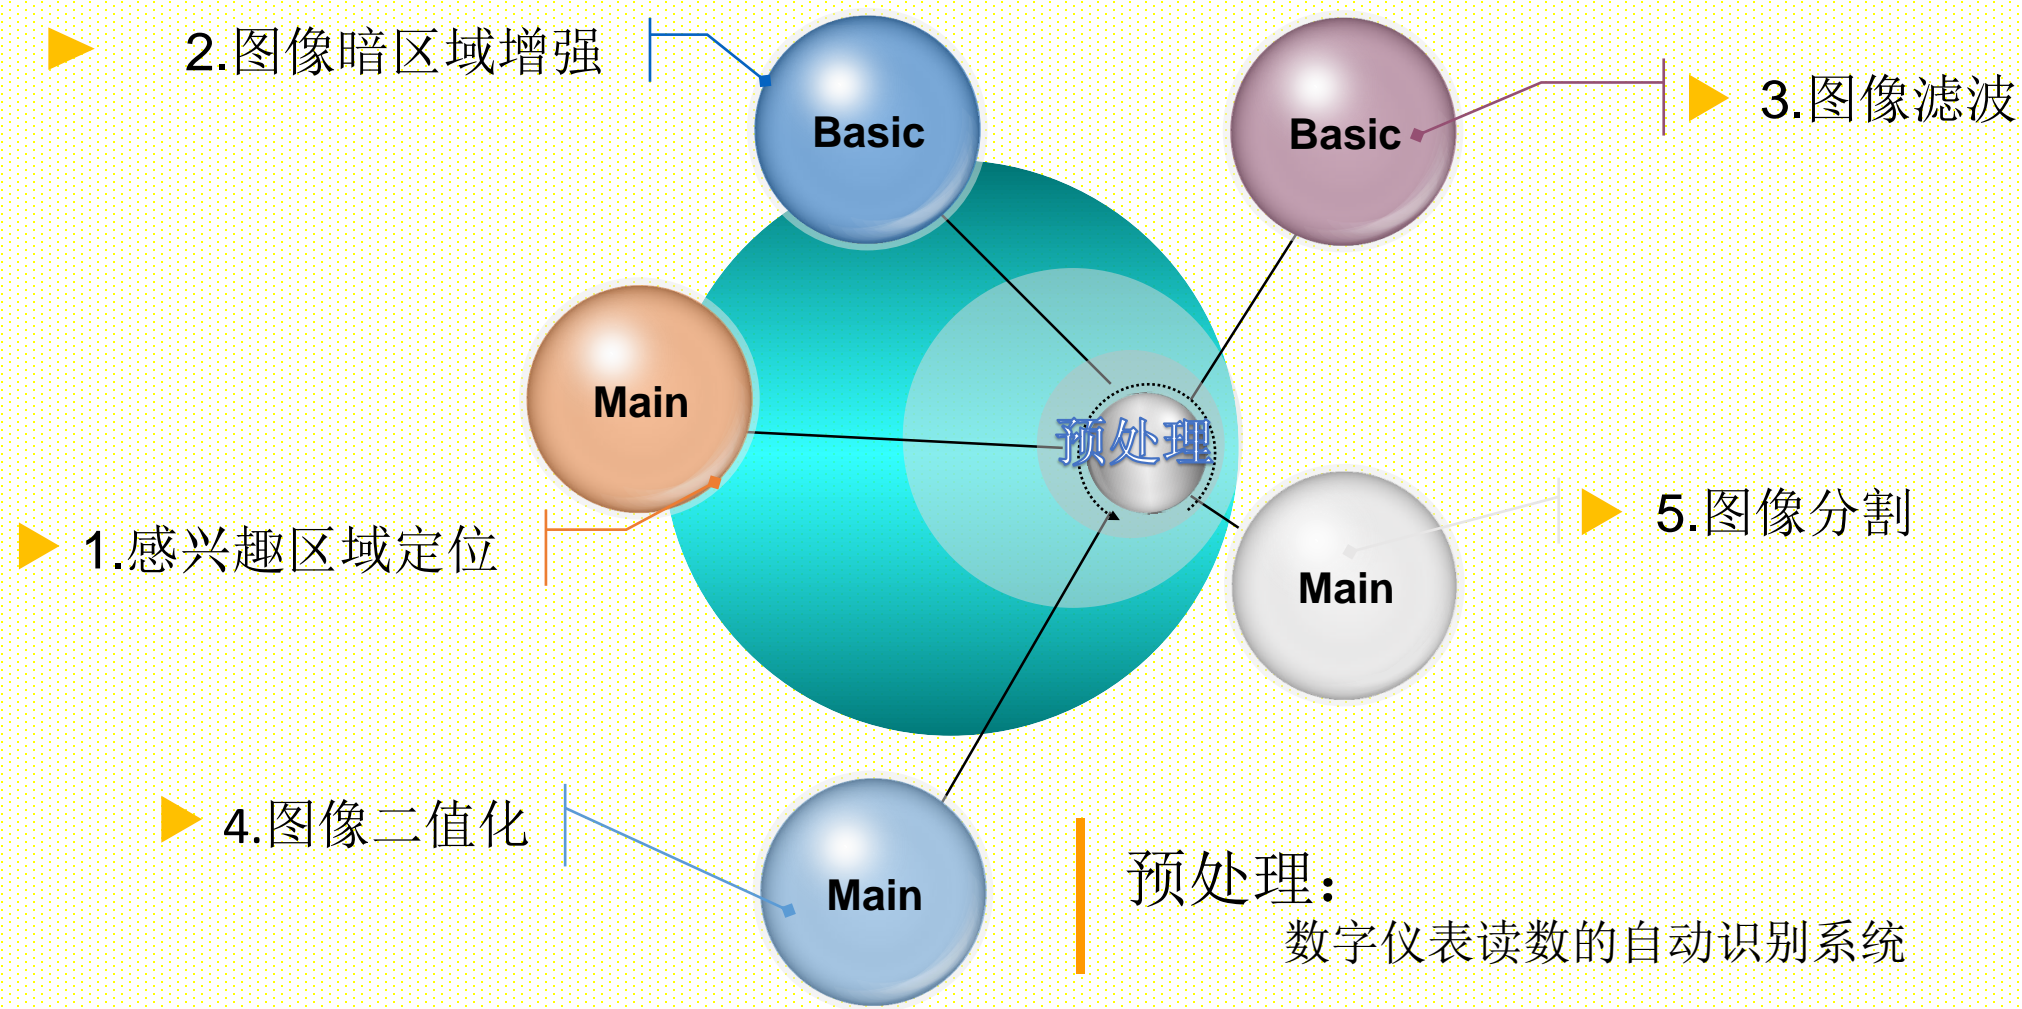 2.图像暗区域增强
Basic
Basic
3.图像滤波
Main
预处理
1.感兴趣区域定位
5.图像分割
Main
4.图像二值化
Main
预处理：
数字仪表读数的自动识别系统